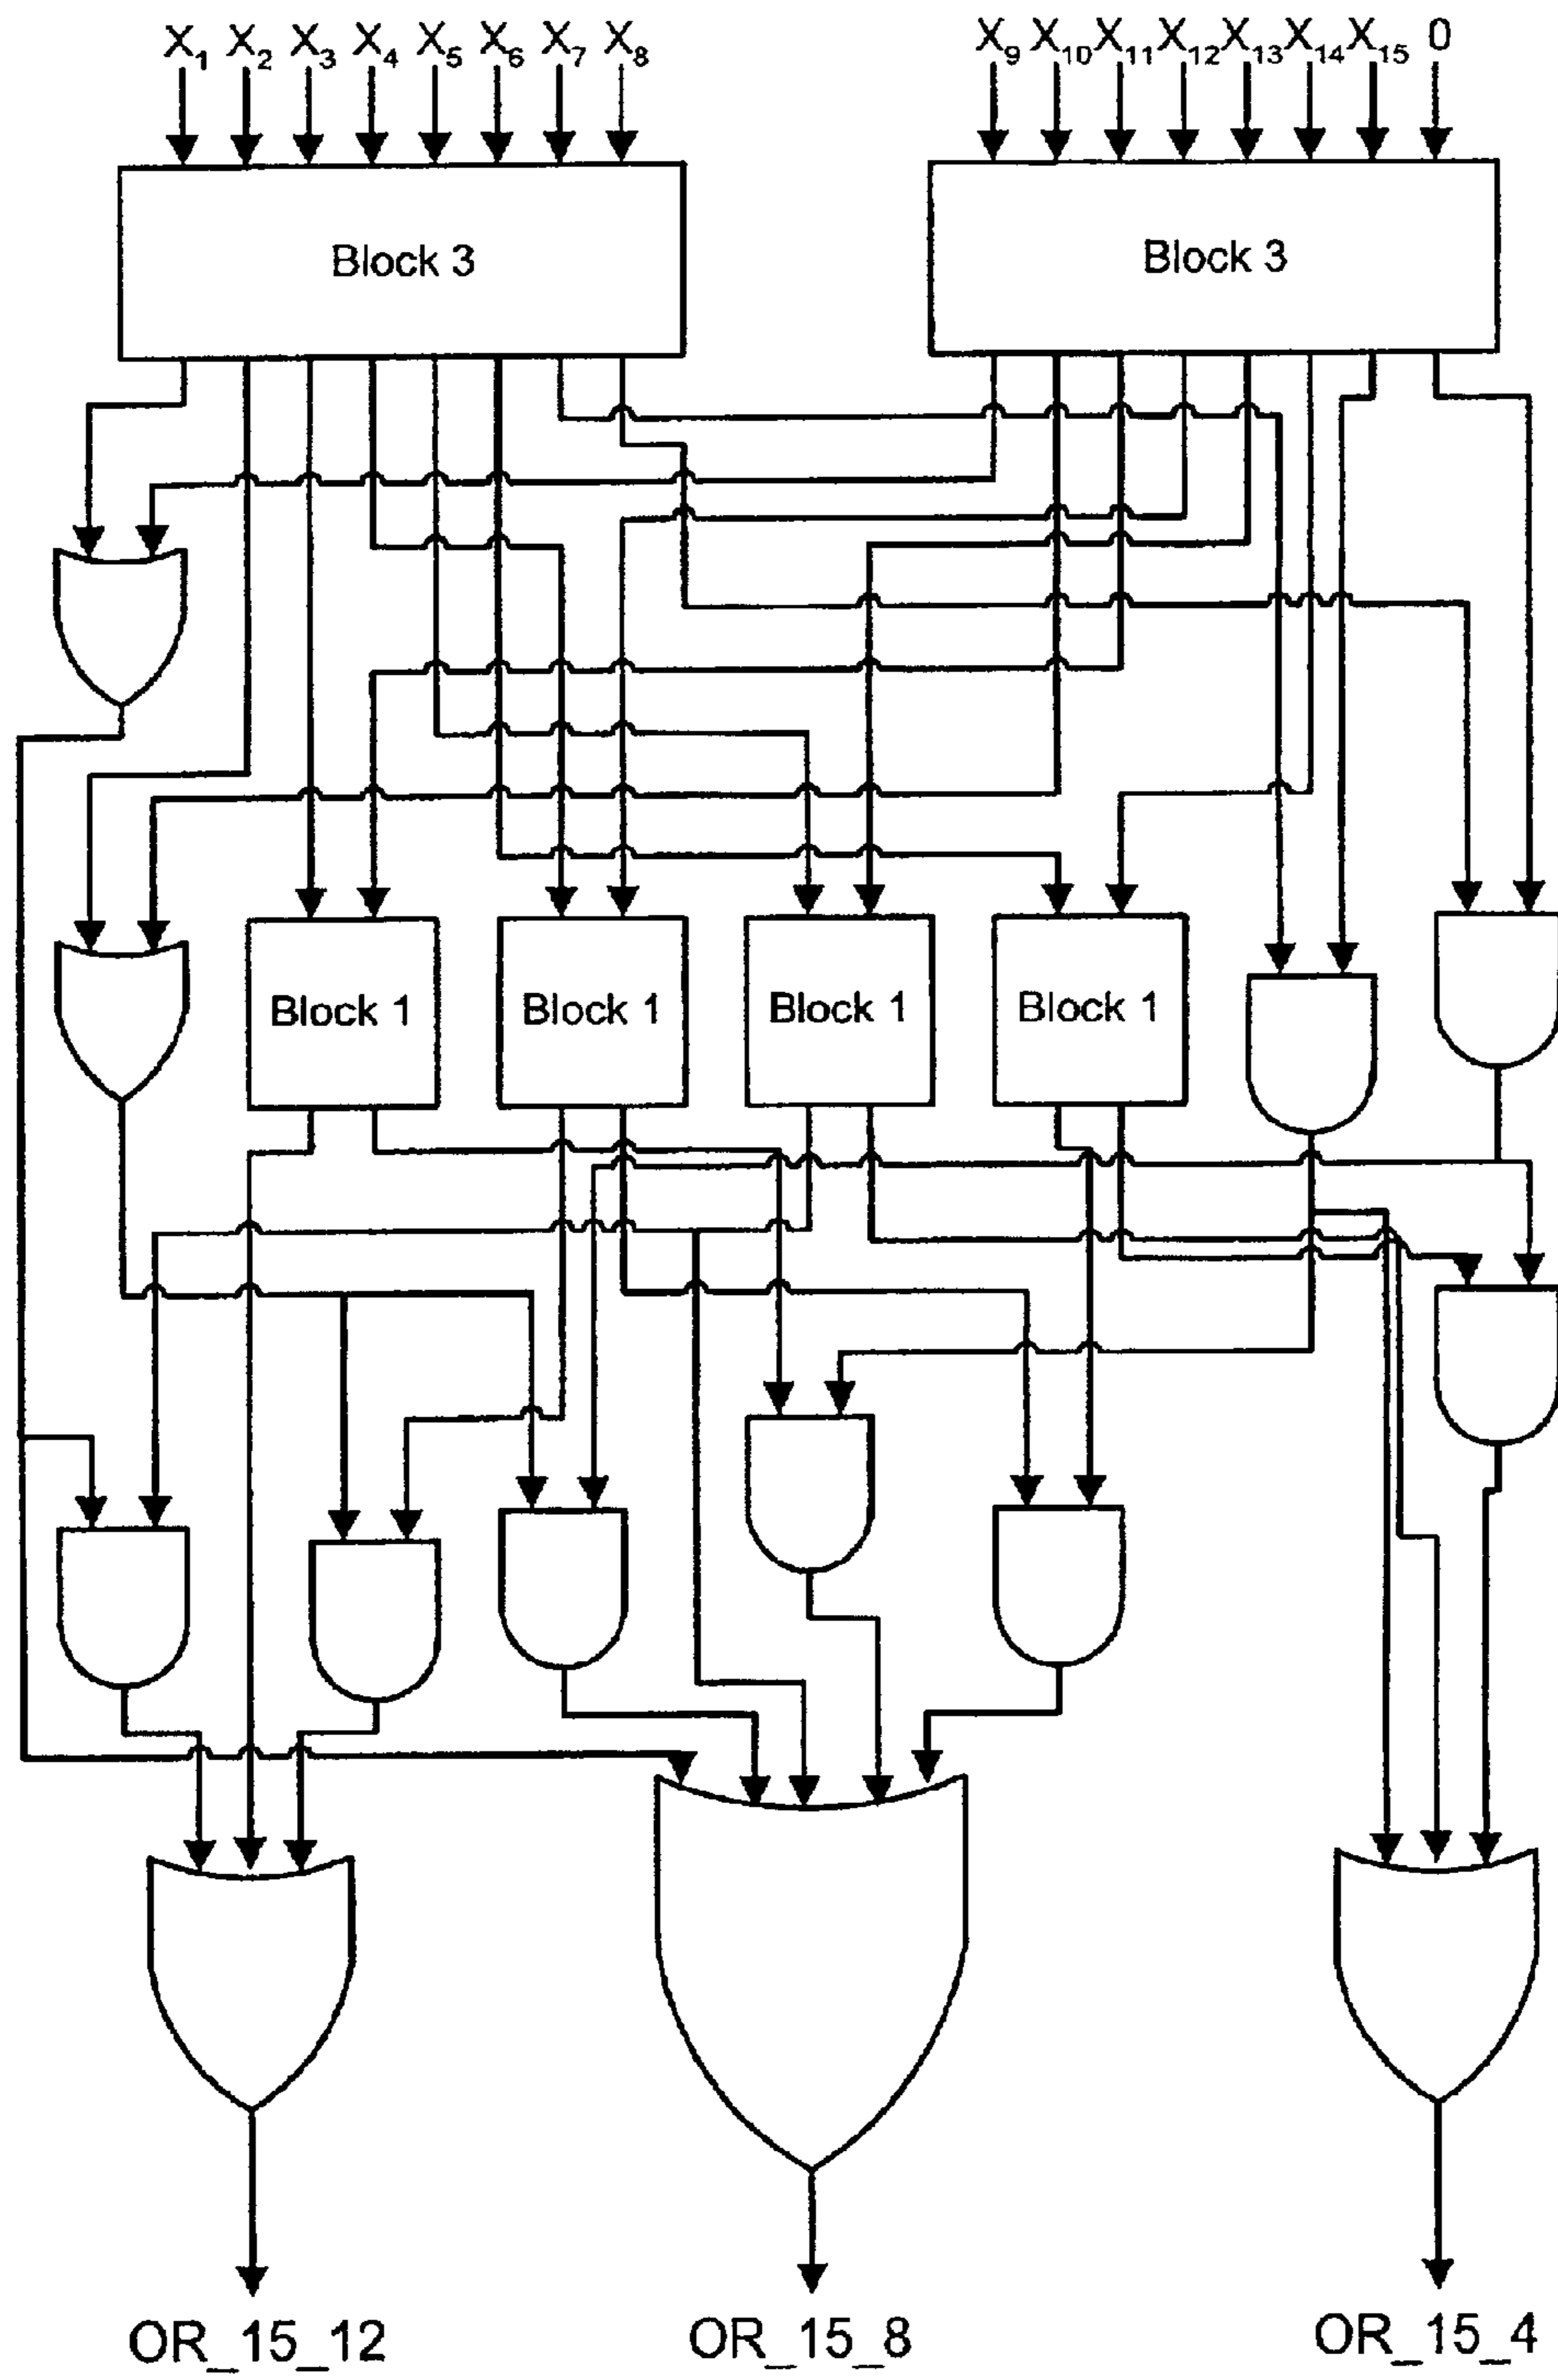 X₁ X₂ X₃ X₄ X₅ X₆ X₇ X₈ X₉ X₁₀ X₁₁ X₁₂ X₁₃ X₁₄ X₁₅ 0
Block 3 Block 3
Block 1 Block 1 Block 1 Block 1
OR_15_12 OR_15_8 OR_15_4